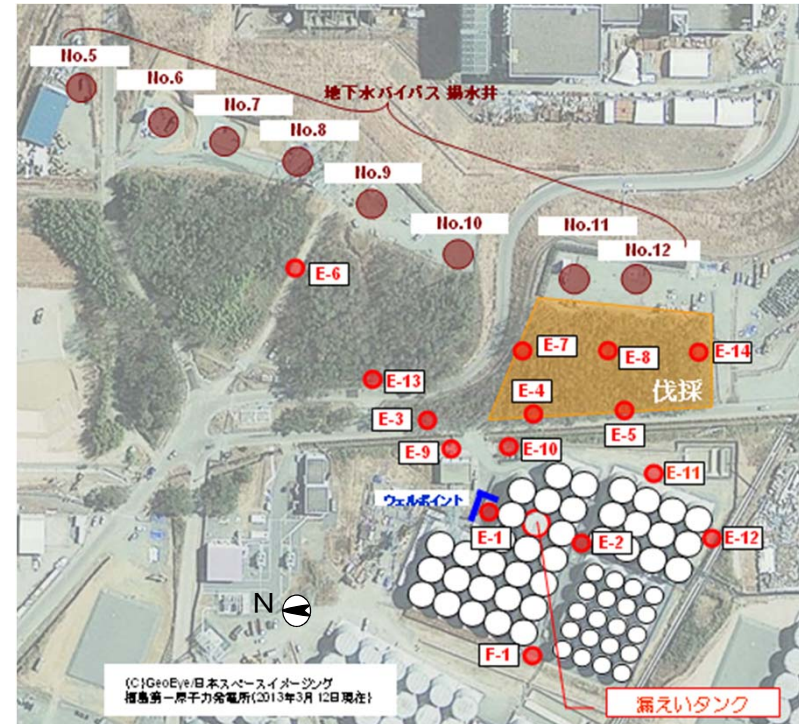 No.5
No.6
No.7
No.8
地下水バイパス 揚水井
No.9
No.10
No.11
No.12
E-6
E-7
E-8
E-14
E-13
伐採
E-4
E-3
E-5
E-9
E-10
E-11
ウェルポイント
E-1
E-2
E-12
N
F-1
(C)GeoEye/日本スペースイメージング
福島第一原子力発電所(2013年3月12日現在)
漏えいタンク